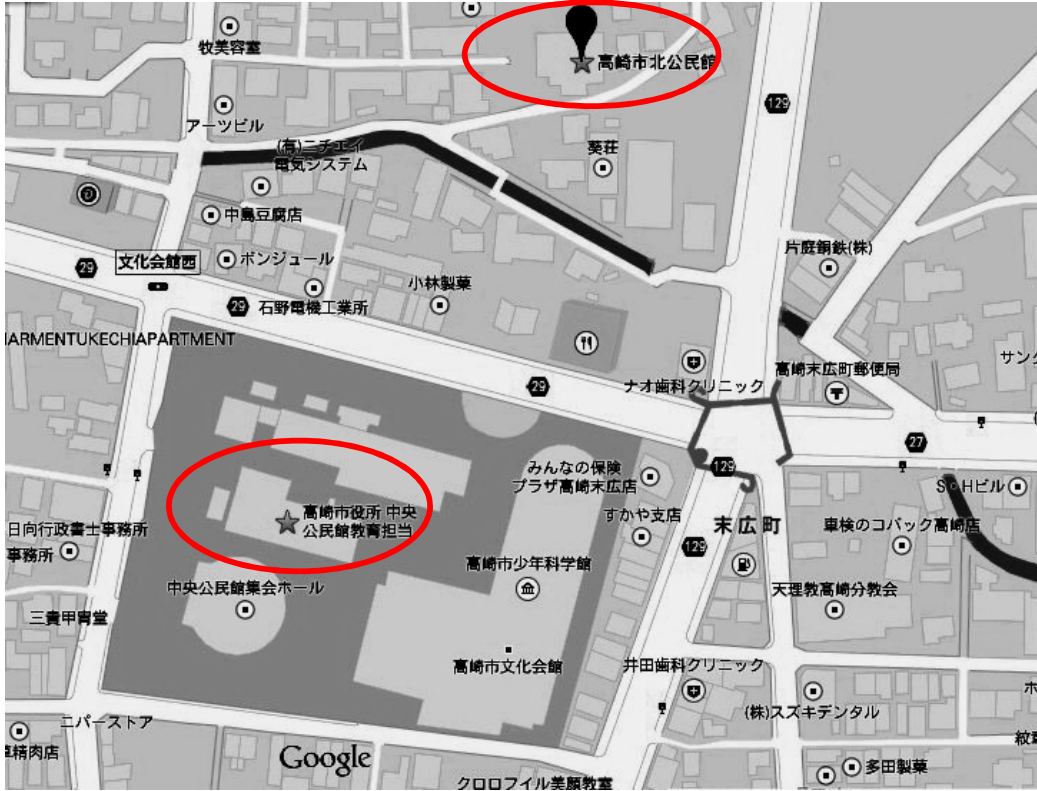 牧美容室
高崎市北公民館
129
アーツビル
(有)ニチエイ
電気システム
葵荘
中島豆腐店
片庭鋼鉄(株)
29
文化会館西
ボンジュール
小林製菓
29
石野電機工業所
HARMENTUKECHIAPARTMENT
サンク
29
ナオ歯科クリニック
高崎末広町郵便局
27
みんなの保険
プラザ高崎末広店
129
S○Hビル
高崎市役所 中央
公民館教育担当
すかや支店
末広町
車検のコバック高崎店
日向行政書士事務所
事務所
129
高崎市少年科学館
中央公民館集会ホール
天理教高崎分教会
三貴甲冑堂
高崎市文化会館
井田歯科クリニック
ニパーストア
(株)スズキデンタル
ホ
紋章
精肉店
Google
クロロフイル美顔教室
多田製菓